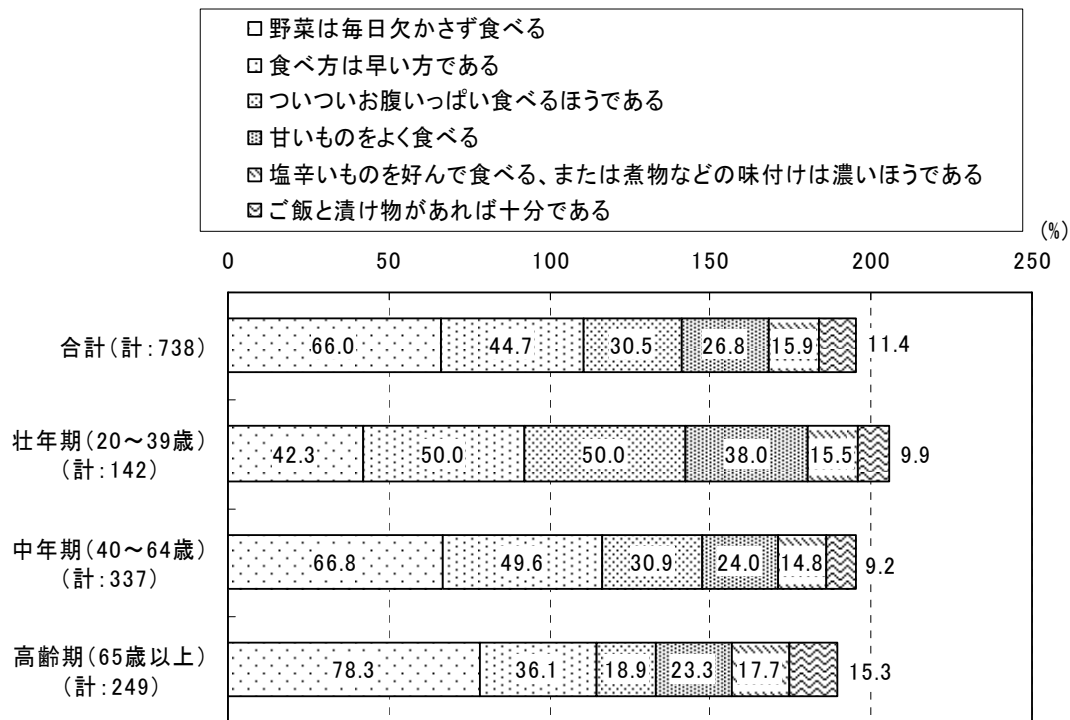 野菜は毎日欠かさず食べる
食べ方は早い方である
ついついお腹いっぱい食べるほうである
甘いものをよく食べる
塩辛いものを好んで食べる、または煮物などの味付けは濃いほうである
ご飯と漬け物があれば十分である
(%)
0 50 100 150 200 250
合計(計:738) 66.0 44.7 30.5 26.8 15.9 11.4
壮年期(20～39歳)
(計:142)
42.3 50.0 50.0 38.0 15.5 9.9
中年期(40～64歳)
(計:337)
66.8 49.6 30.9 24.0 14.8 9.2
高齢期(65歳以上)
(計:249)
78.3 36.1 18.9 23.3 17.7 15.3